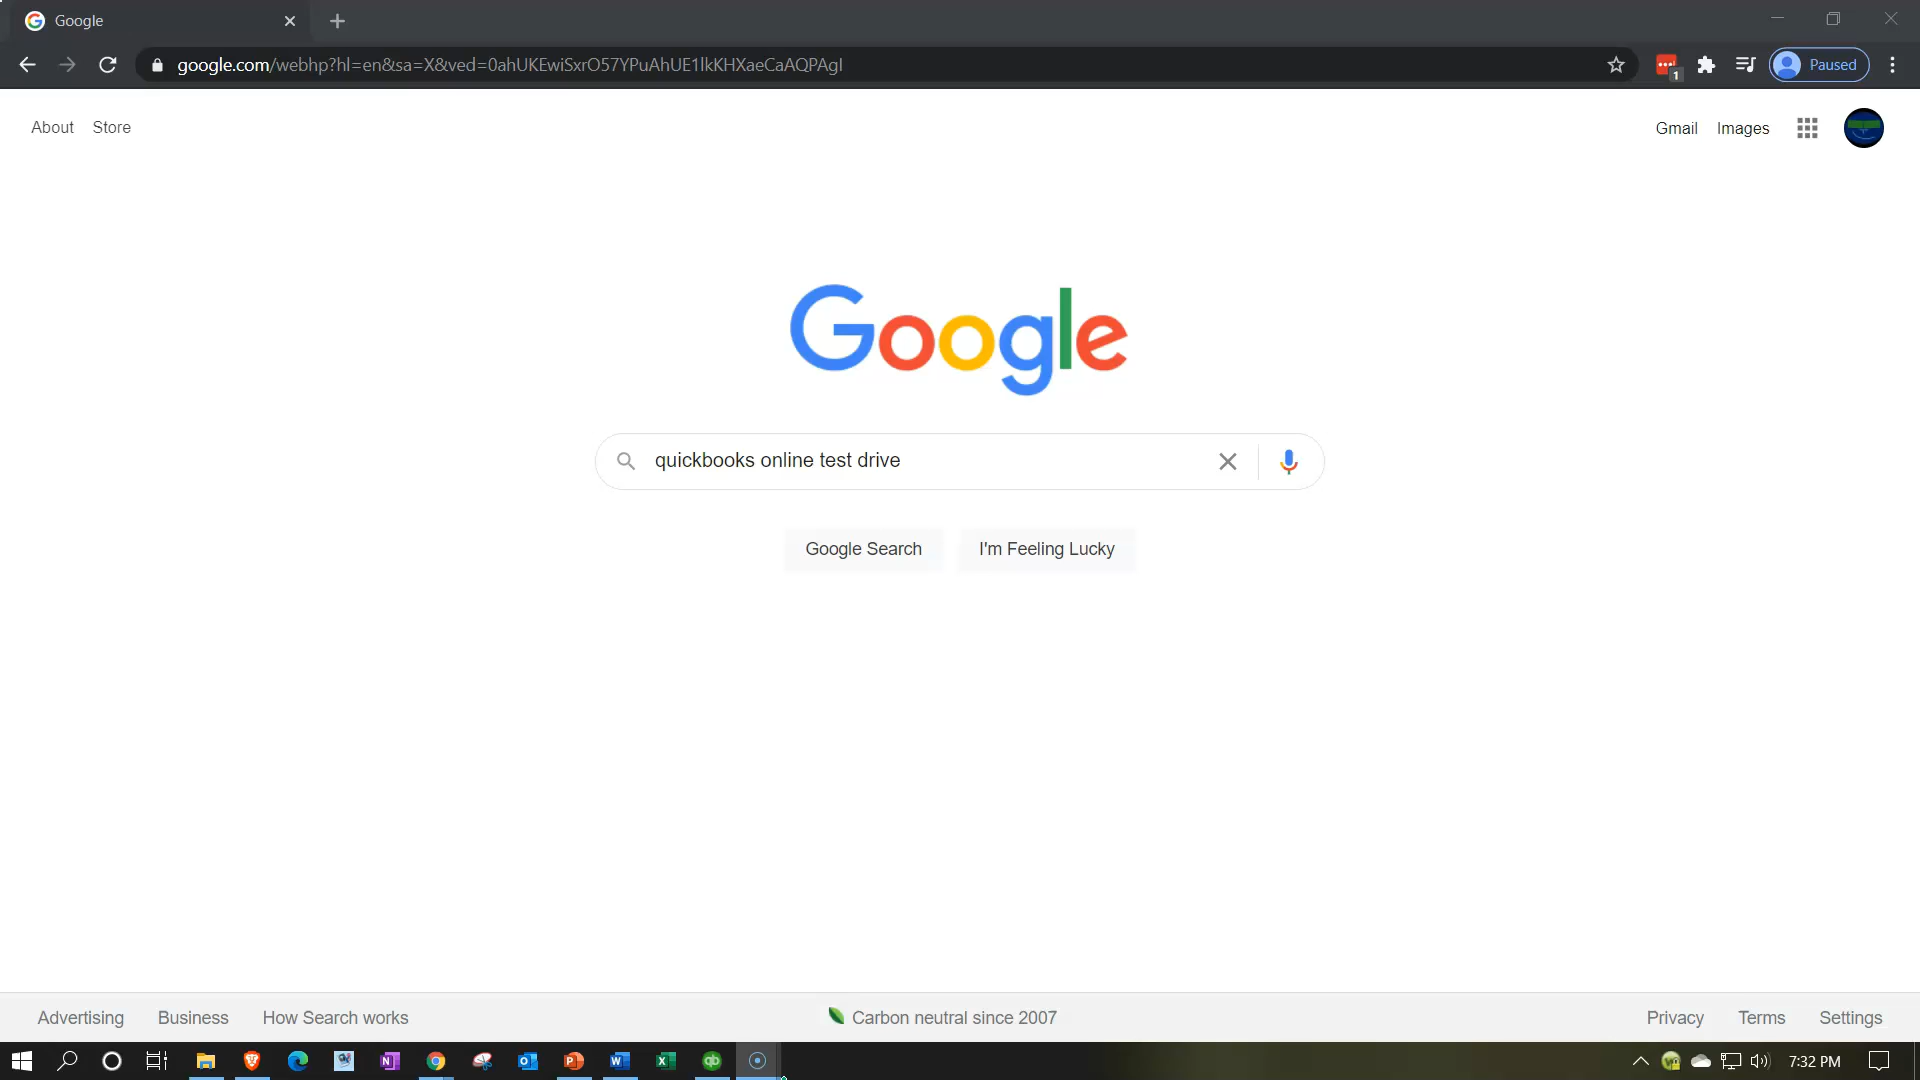 Google
google.com/webhp?hl=en&sa=X&ved=0ahUKEwiSxrO57YPuAhUE1lkKHXaeCaAQPAgI
1
Paused
About Store
Gmail Images
Google
quickbooks online test drive
Google Search I'm Feeling Lucky
Advertising Business How Search works
Carbon neutral since 2007
Privacy Terms Settings
7:32 PM